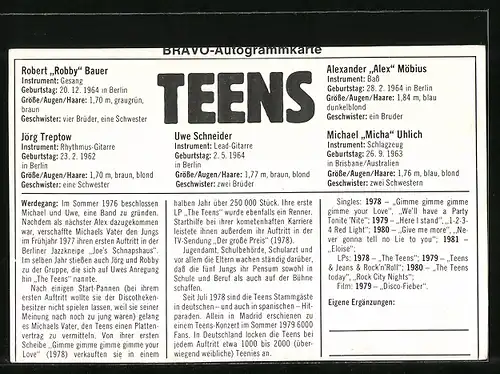 BRAVO-Autogrammkarte
TEENS
Robert „Robby" Bauer
Instrument: Gesang
Geburtstag: 20. 12. 1964 in Berlin
Größe/Augen/Haare: 1,70 m, graugrün,
braun
Geschwister: vier Brüder, eine Schwester
Alexander „Alex" Möbius
Instrument: Baß
Geburtstag: 28. 2. 1964 in Berlin
Größe/Augen/Haare: 1,84 m, blau
dunkelblond
Geschwister: ein Bruder
Jörg Treptow
Instrument: Rhythmus-Gitarre
Geburtstag: 23. 2. 1962
in Berlin
Größe/Augen/Haare: 1,70 m, braun, blond
Geschwister: eine Schwester
Uwe Schneider
Instrument: Lead-Gitarre
Geburtstag: 2. 5. 1964
in Berlin
Größe/Augen/Haare: 1,77 m, braun, blond
Geschwister: zwei Brüder
Michael „Micha" Uhlich
Instrument: Schlagzeug
Geburtstag: 26. 9. 1963
in Brisbane/Australien
Größe/Augen/Haare: 1,76 m, blau, blond
Geschwister: zwei Schwestern
Werdegang: Im Sommer 1976 beschlossen
Michael und Uwe, eine Band zu gründen.
Nachdem als nächster Alex dazugekommen
war, verschaffte Michaels Vater den Jungs
im Frühjahr 1977 ihren ersten Auftritt in der
Berliner Jazzkneipe „Joe's Schnapshaus".
Im selben Jahr stießen auch Jörg und Robby
zu der Gruppe, die sich auf Uwes Anregung
hin „The Teens" nannte.
Nach einigen Start-Pannen (bei ihrem
ersten Auftritt wollte sie der Discotheken-
besitzer nicht spielen lassen, weil sie seiner
Meinung nach noch zu jung waren) gelang
es Michaels Vater, den Teens einen Platten-
vertrag zu vermitteln. Von ihrer ersten
Scheibe „Gimme gimme gimme gimme your
Love" (1978) verkauften sie in einem
halben Jahr über 250 000 Stück. Ihre erste
LP „The Teens" wurde ebenfalls ein Renner.
Starthilfe bei ihrer kometenhaften Karriere
leistete ihnen außerdem ihr Auftritt in der
TV-Sendung „Der große Preis" (1978).
Jugendamt, Schulbehörde, Schularzt und
vor allem die Eltern wachen ständig darüber,
daß die fünf Jungs ihr Pensum sowohl in
Schule und Beruf als auch auf der Bühne
schaffen.
Seit Juli 1978 sind die Teens Stammgäste
in deutschen – und auch in spanischen – Hit-
paraden. Allein in Madrid erschienen zu
einem Teens-Konzert im Sommer 1979 6000
Fans. In Deutschland locken die Teens bei
jedem Auftritt etwa 1000 bis 2000 (über-
wiegend weibliche) Teenies an.
Singles: 1978 – „Gimme gimme gimme
gimme your Love", „We'll have a Party
Tonite 'Nite"; 1979 – „Here I stand", „1-2-3-
4 Red Light"; 1980 – „Give me more", „Ne-
ver gonna tell no Lie to you"; 1981 –
„Eloise";
LPs: 1978 – „The Teens"; 1979 – „Teens
& Jeans & Rock'n'Roll"; 1980 – „The Teens
today", „Rock City Nights";
Film: 1979 – „Disco-Fieber".
Eigene Ergänzungen: